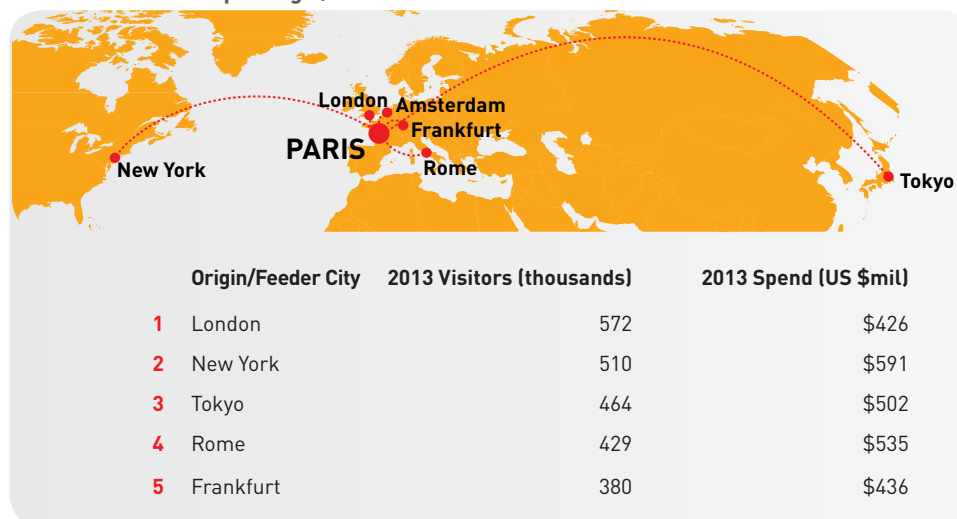 London
Amsterdam
Frankfurt
PARIS
New York
Rome
Tokyo
Origin/Feeder City 2013 Visitors (thousands) 2013 Spend (US $mil)
1 London 572 $426
2 New York 510 $591
3 Tokyo 464 $502
4 Rome 429 $535
5 Frankfurt 380 $436